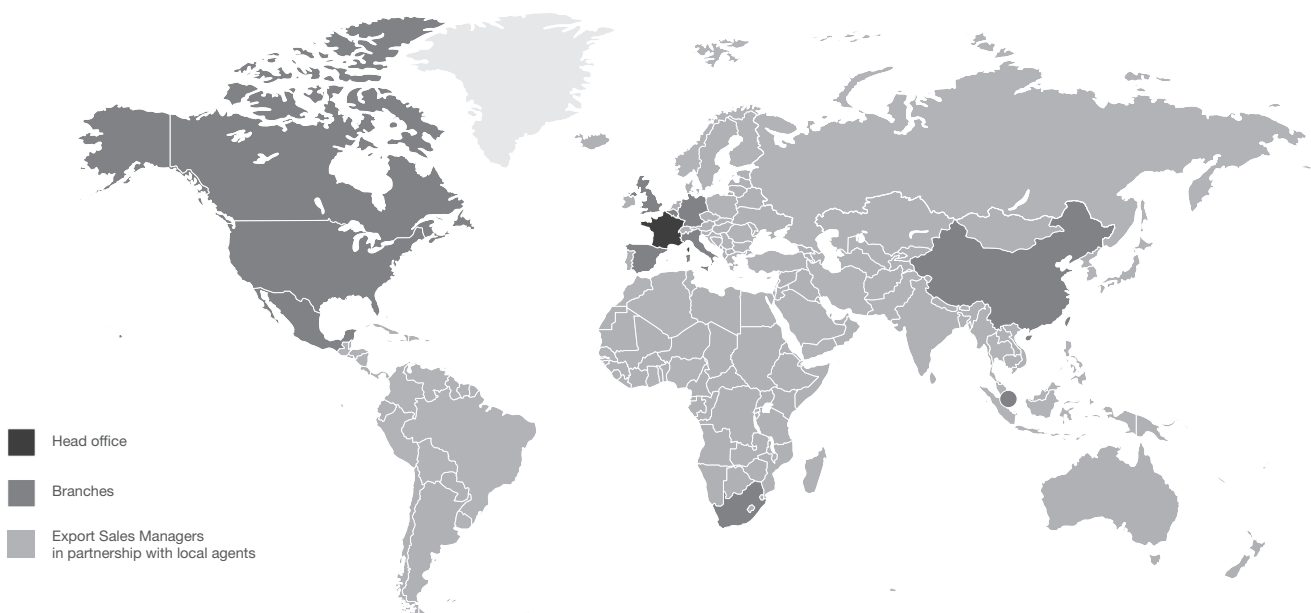 Head office
Branches
Export Sales Managers
in partnership with local agents